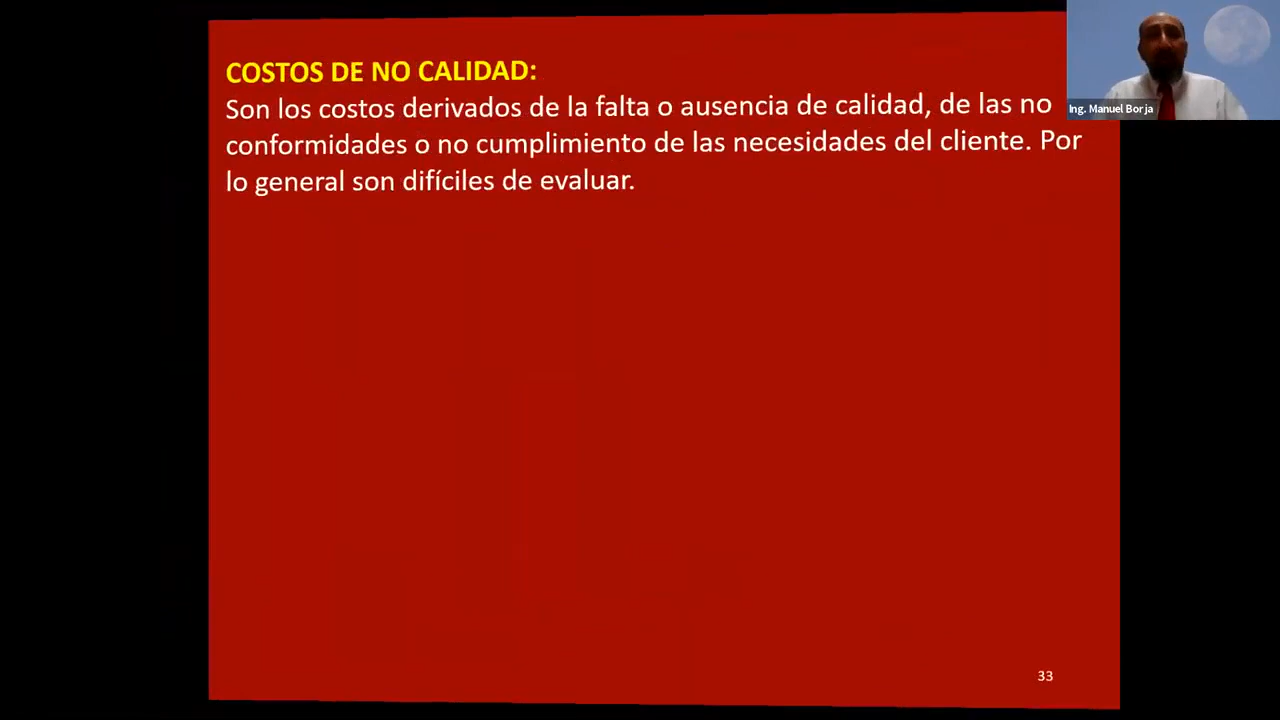 COSTOS DE NO CALIDAD:
Son los costos derivados de la falta o ausencia de calidad, de las no
conformidades o no cumplimiento de las necesidades del cliente. Por
lo general son difíciles de evaluar.
Ing. Manuel Borja
33